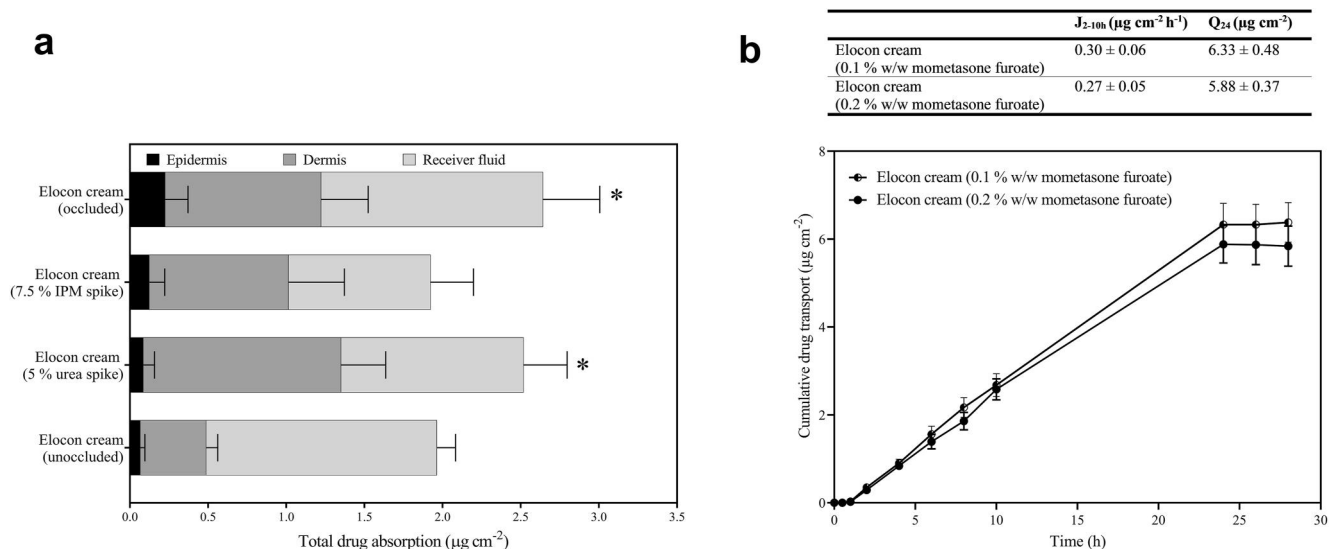 a
Epidermis Dermis Receiver fluid
Elocon cream
(occluded)
*
Elocon cream
(7.5 % IPM spike)
Elocon cream
(5 % urea spike)
*
Elocon cream
(unoccluded)
0.0 0.5 1.0 1.5 2.0 2.5 3.0 3.5
Total drug absorption (µg cm⁻²)
b
J₂₋₁₀ₕ (µg cm⁻² h⁻¹) Q₂₄ (µg cm⁻²)
Elocon cream 0.30 ± 0.06 6.33 ± 0.48
(0.1 % w/w mometasone furoate)
Elocon cream 0.27 ± 0.05 5.88 ± 0.37
(0.2 % w/w mometasone furoate)
8
Elocon cream (0.1 % w/w mometasone furoate)
Elocon cream (0.2 % w/w mometasone furoate)
6
4
2
0
Cumulative drug transport (µg cm⁻²)
0 5 10 15 20 25 30
Time (h)